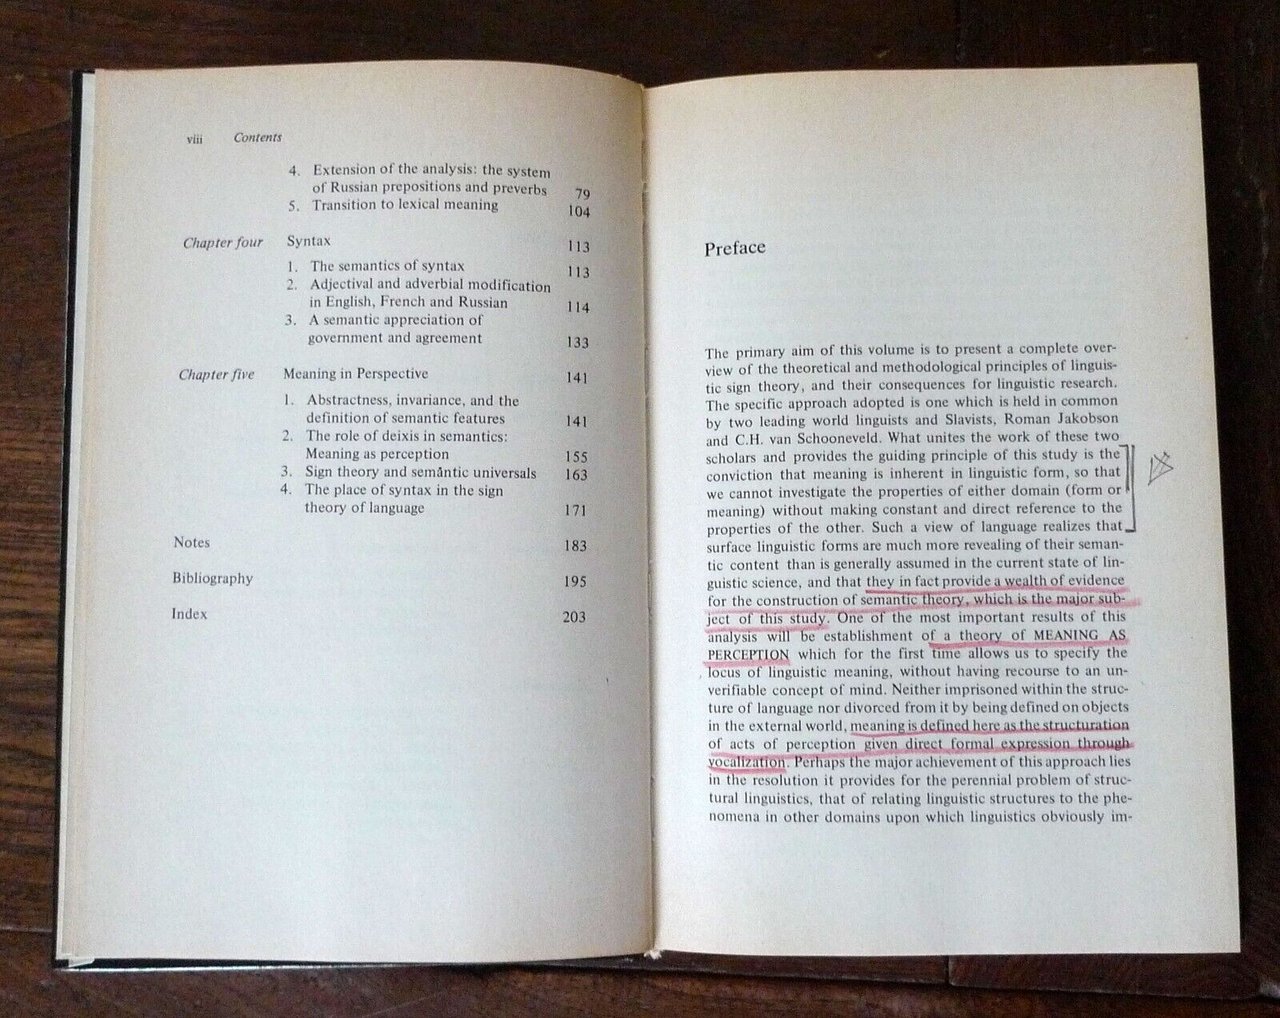 viii Contents
4. Extension of the analysis: the system
of Russian prepositions and preverbs 79
5. Transition to lexical meaning 104
Chapter four Syntax 113
1. The semantics of syntax 113
2. Adjectival and adverbial modification
in English, French and Russian 114
3. A semantic appreciation of
government and agreement 133
Chapter five Meaning in Perspective 141
1. Abstractness, invariance, and the
definition of semantic features 141
2. The role of deixis in semantics:
Meaning as perception 155
3. Sign theory and semantic universals 163
4. The place of syntax in the sign
theory of language 171
Notes 183
Bibliography 195
Index 203
Preface
The primary aim of this volume is to present a complete over-
view of the theoretical and methodological principles of linguis-
tic sign theory, and their consequences for linguistic research.
The specific approach adopted is one which is held in common
by two leading world linguists and Slavists, Roman Jakobson
and C.H. van Schooneveld. What unites the work of these two
scholars and provides the guiding principle of this study is the
conviction that meaning is inherent in linguistic form, so that
we cannot investigate the properties of either domain (form or
meaning) without making constant and direct reference to the
properties of the other. Such a view of language realizes that
surface linguistic forms are much more revealing of their seman-
tic content than is generally assumed in the current state of lin-
guistic science, and that they in fact provide a wealth of evidence
for the construction of semantic theory, which is the major sub-
ject of this study. One of the most important results of this
analysis will be establishment of a theory of MEANING AS
PERCEPTION which for the first time allows us to specify the
locus of linguistic meaning, without having recourse to an un-
verifiable concept of mind. Neither imprisoned within the struc-
ture of language nor divorced from it by being defined on objects
in the external world, meaning is defined here as the structuration
of acts of perception given direct formal expression through
vocalization. Perhaps the major achievement of this approach lies
in the resolution it provides for the perennial problem of struc-
tural linguistics, that of relating linguistic structures to the phe-
nomena in other domains upon which linguistics obviously im-